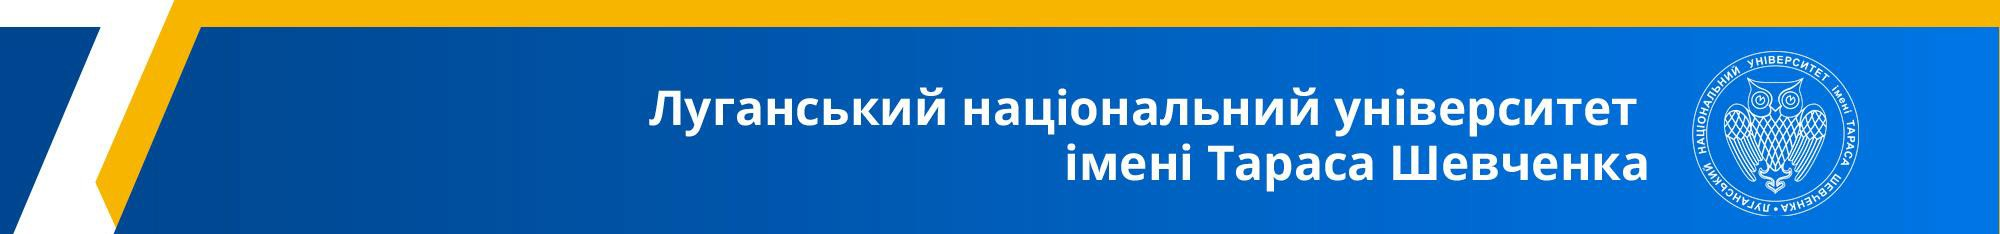 Луганський національний університет
імені Тараса Шевченка
ЛУГАНСЬКИЙ НАЦІОНАЛЬНИЙ УНІВЕРСИТЕТ імені ТАРАСА ШЕВЧЕНКА •